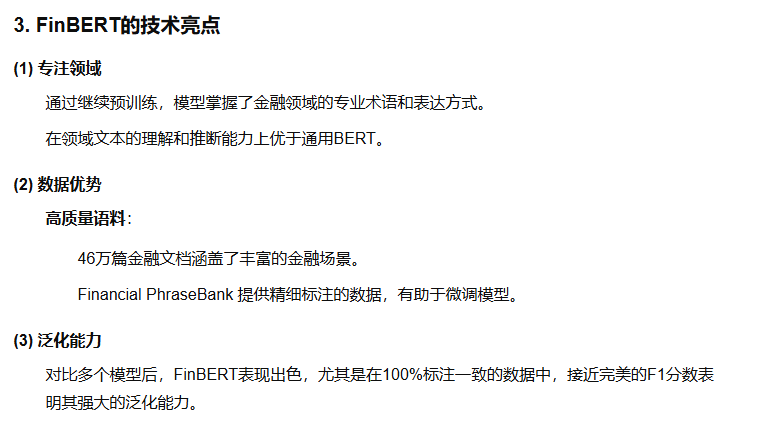 3. FinBERT的技术亮点
(1) 专注领域
通过继续预训练，模型掌握了金融领域的专业术语和表达方式。
在领域文本的理解和推断能力上优于通用BERT。
(2) 数据优势
高质量语料：
46万篇金融文档涵盖了丰富的金融场景。
Financial PhraseBank 提供精细标注的数据，有助于微调模型。
(3) 泛化能力
对比多个模型后，FinBERT表现出色，尤其是在100%标注一致的数据中，接近完美的F1分数表
明其强大的泛化能力。